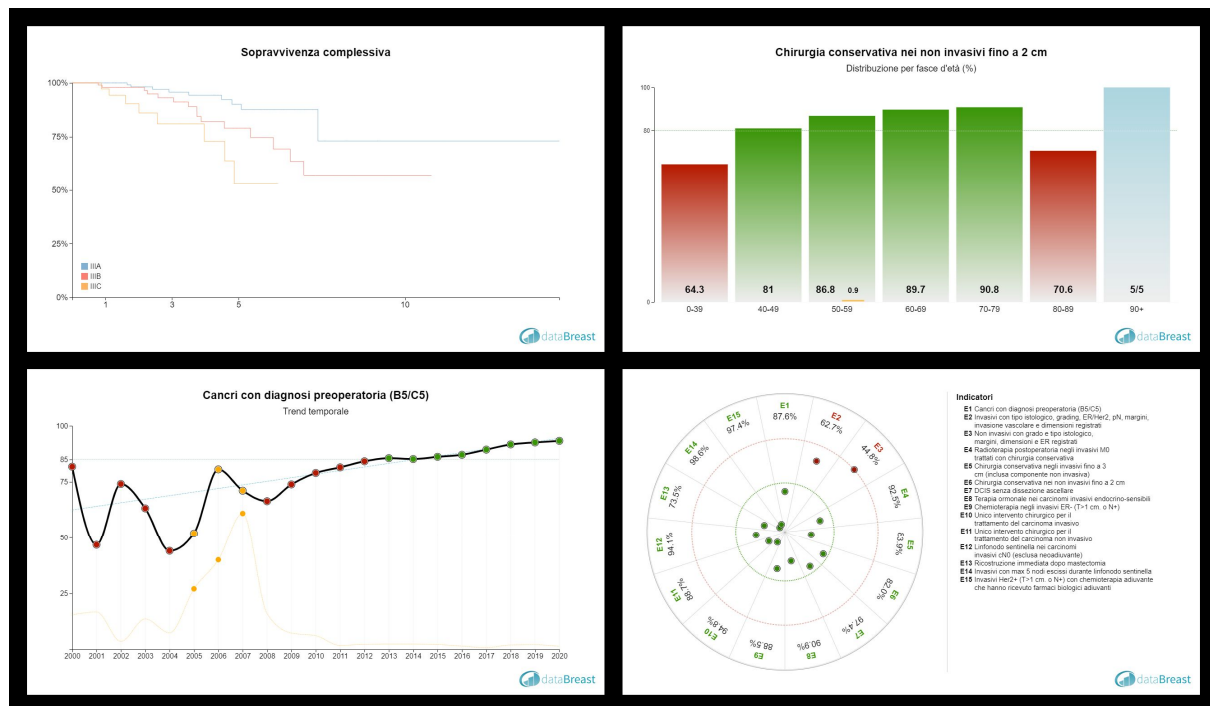 Sopravvivenza complessiva
100%
75%
50%
25%
0%
IIIA
IIIB
IIIC
1 3 5 10
dataBreast
Chirurgia conservativa nei non invasivi fino a 2 cm
Distribuzione per fasce d'etá (%)
100
80
0
64.3 81 86.8 0.9 89.7 90.8 70.6 5/5
0-39 40-49 50-59 60-69 70-79 80-89 90+
dataBreast
Cancri con diagnosi preoperatoria (B5/C5)
Trend temporale
100
85
75
50
25
2000 2001 2002 2003 2004 2005 2006 2007 2008 2009 2010 2011 2012 2013 2014 2015 2016 2017 2018 2019 2020
dataBreast
E1 87.6%
E2 62.7%
E3 44.8%
E4 92.5%
E5 63.9%
E6 82.0%
E7 97.4%
E8 90.9%
E9 88.5%
E10 94.8%
E11 88.7%
E12 94.1%
E13 73.5%
E14 98.6%
E15 97.4%
Indicatori
E1 Cancri con diagnosi preoperatoria (B5/C5)
E2 Invasivi con tipo istologico, grading, ER/Her2, pN, margini,
invasione vascolare e dimensioni registrati
E3 Non invasivi con grado e tipo istologico,
margini, dimensioni e ER registrati
E4 Radioterapia postoperatoria negli invasivi M0
trattati con chirurgia conservativa
E5 Chirurgia conservativa negli invasivi fino a 3
cm (inclusa componente non invasiva)
E6 Chirurgia conservativa nei non invasivi fino a 2 cm
E7 DCIS senza dissezione ascellare
E8 Terapia ormonale nei carcinomi invasivi endocrino-sensibili
E9 Chemioterapia negli invasivi ER- (T>1 cm. o N+)
E10 Unico intervento chirurgico per il
trattamento del carcinoma invasivo
E11 Unico intervento chirurgico per il
trattamento del carcinoma non invasivo
E12 Linfonodo sentinella nei carcinomi
invasivi cN0 (esclusa neoadiuvante)
E13 Ricostruzione immediata dopo mastectomia
E14 Invasivi con max 5 nodi escissi durante linfonodo sentinella
E15 Invasivi Her2+ (T>1 cm. o N+) con chemioterapia adiuvante
che hanno ricevuto farmaci biologici adiuvanti
dataBreast